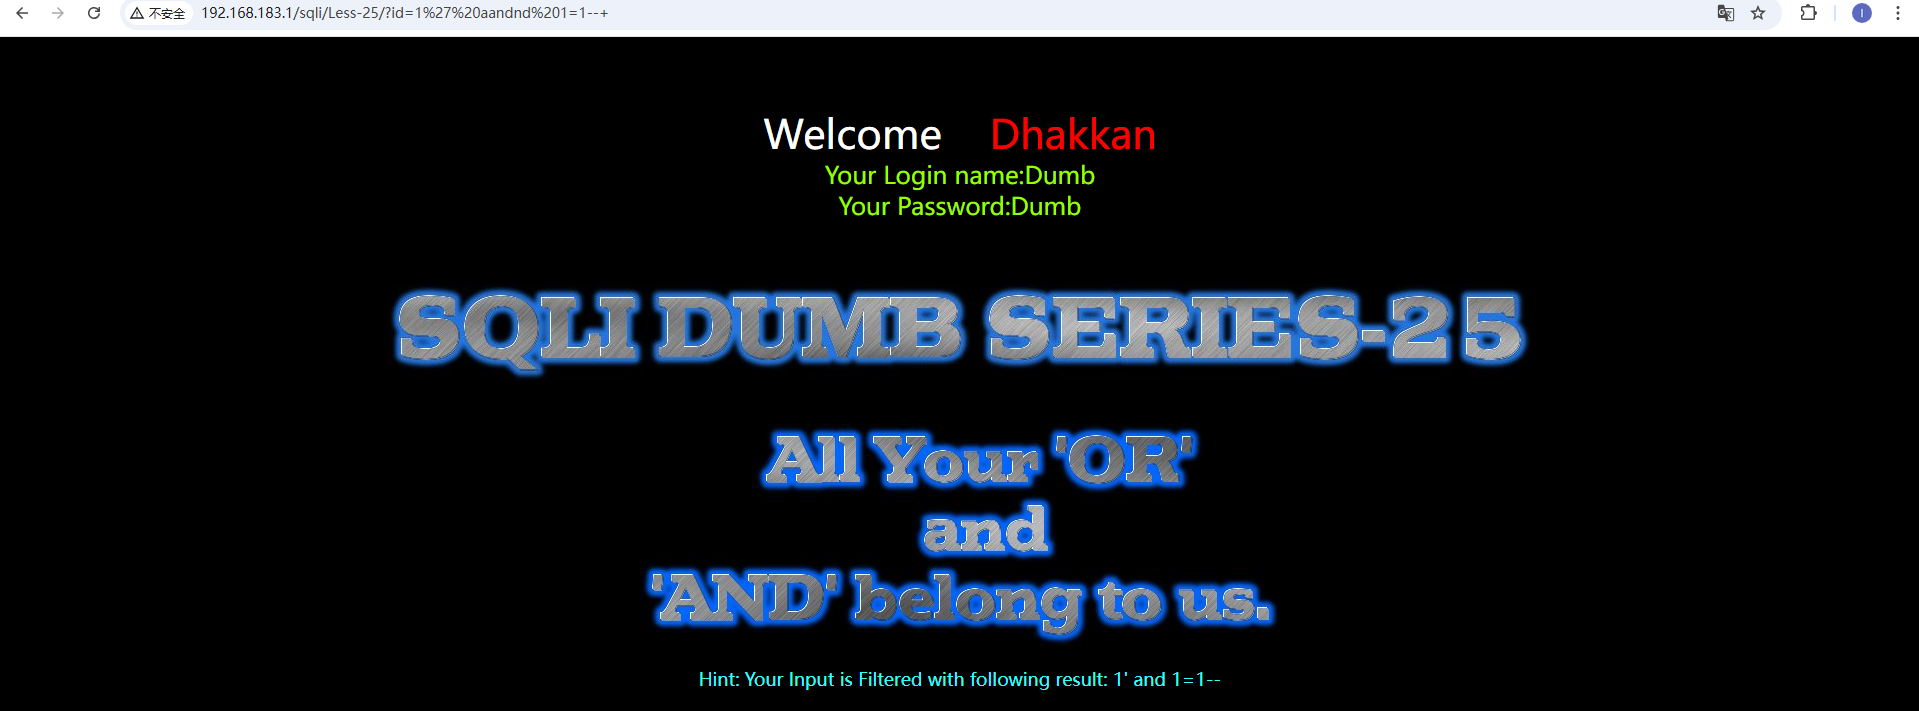 不安全 192.168.183.1/sqli/Less-25/?id=1%27%20aandnd%201=1--+ I
Welcome Dhakkan
Your Login name:Dumb
Your Password:Dumb
SQLI DUMB SERIES-25
All Your 'OR'
and
'AND' belong to us.
Hint: Your Input is Filtered with following result: 1' and 1=1--